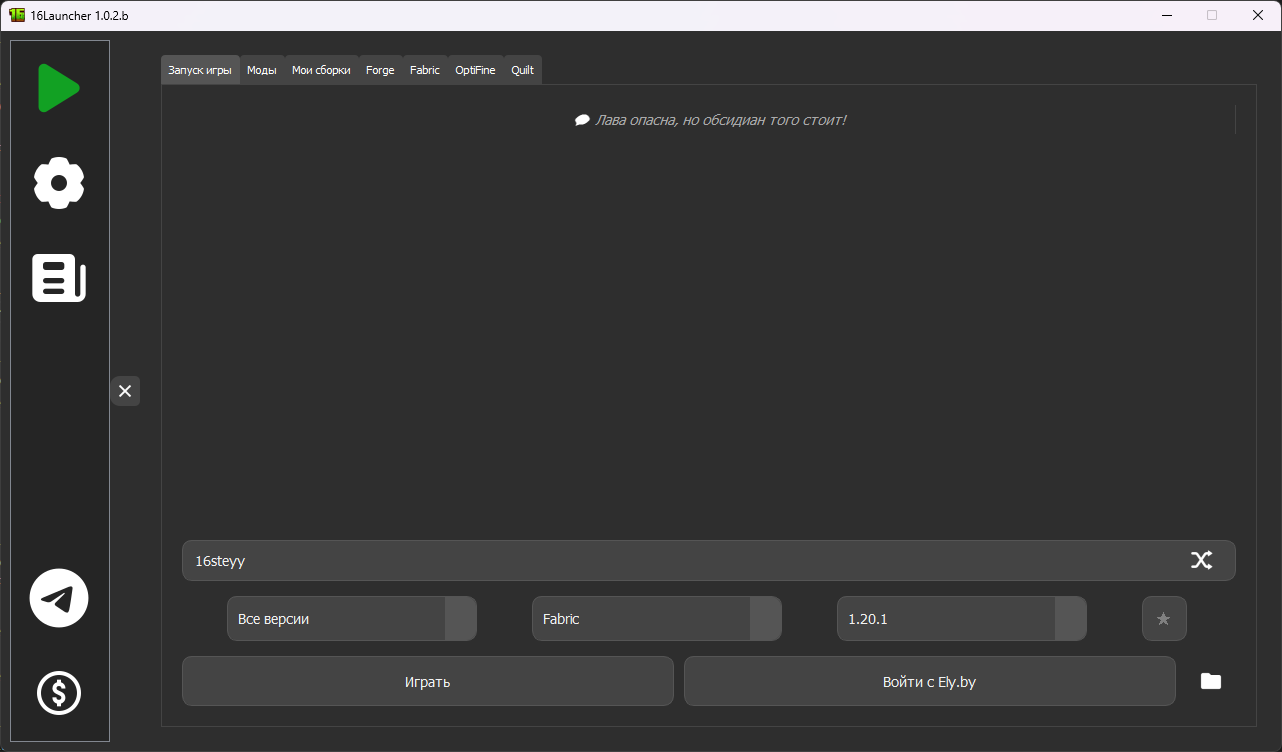 16Launcher 1.0.2.b
Запуск игры Моды Мои сборки Forge Fabric OptiFine Quilt
Лава опасна, но обсидиан того стоит!
16steyy
Все версии Fabric 1.20.1
Играть Войти с Ely.by